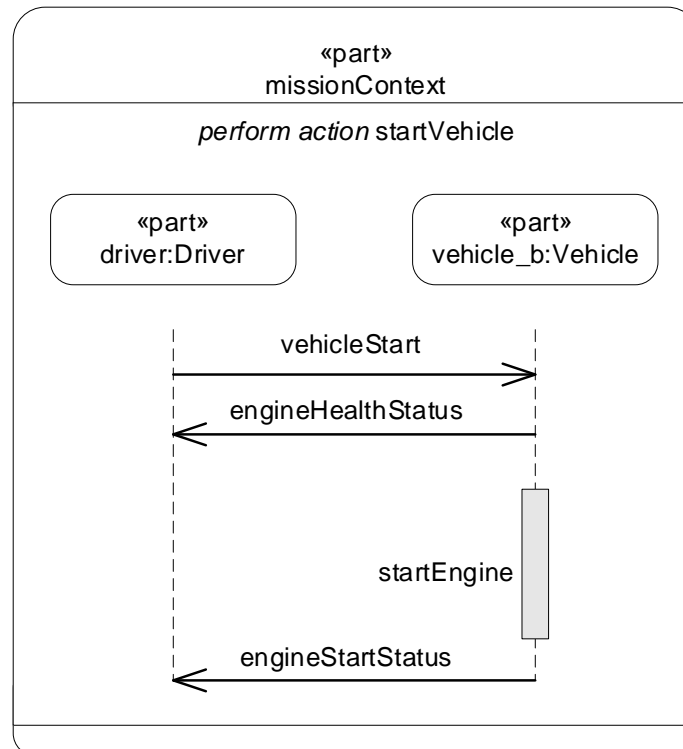 «part»
missionContext
perform action startVehicle
«part»
driver:Driver
«part»
vehicle_b:Vehicle
vehicleStart
engineHealthStatus
startEngine
engineStartStatus